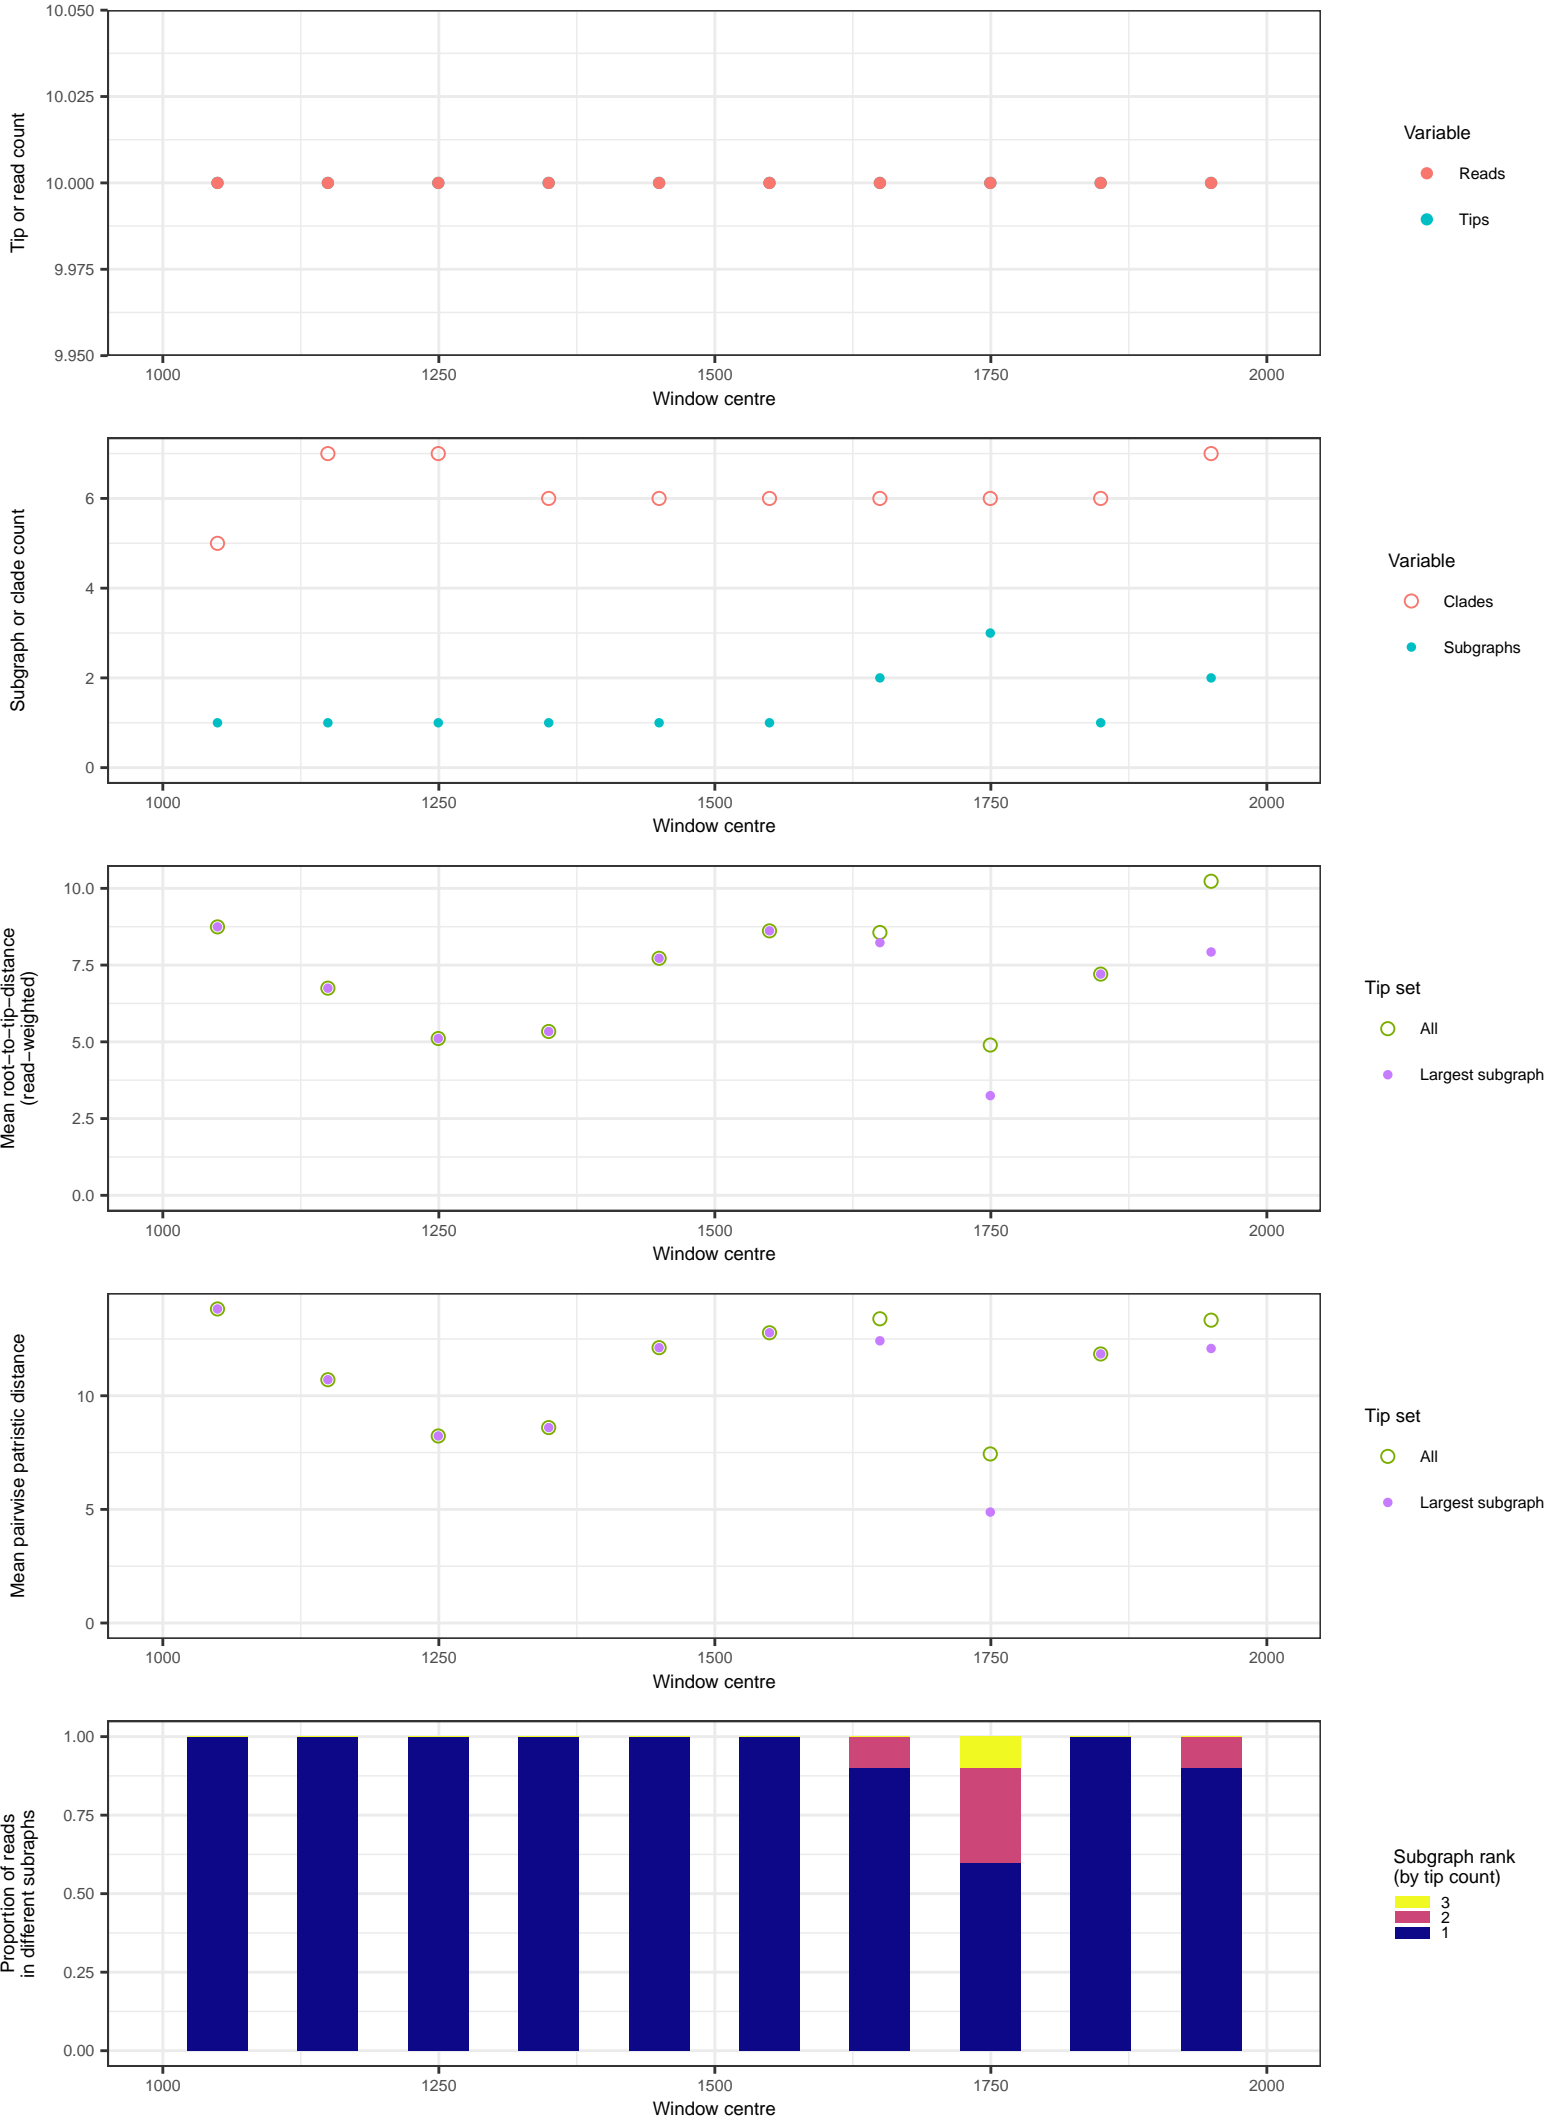 10.050
10.025
10.000
9.975
9.950
Tip or read count
1000 1250 1500 1750 2000
Window centre
Variable
Reads
Tips
6
4
2
0
Subgraph or clade count
1000 1250 1500 1750 2000
Window centre
Variable
Clades
Subgraphs
10.0
7.5
5.0
2.5
0.0
Mean root−to−tip−distance
(read−weighted)
1000 1250 1500 1750 2000
Window centre
Tip set
All
Largest subgraph
10
5
0
Mean pairwise patristic distance
1000 1250 1500 1750 2000
Window centre
Tip set
All
Largest subgraph
1.00
0.75
0.50
0.25
0.00
Proportion of reads
in different subraphs
1000 1250 1500 1750 2000
Window centre
Subgraph rank
(by tip count)
3
2
1